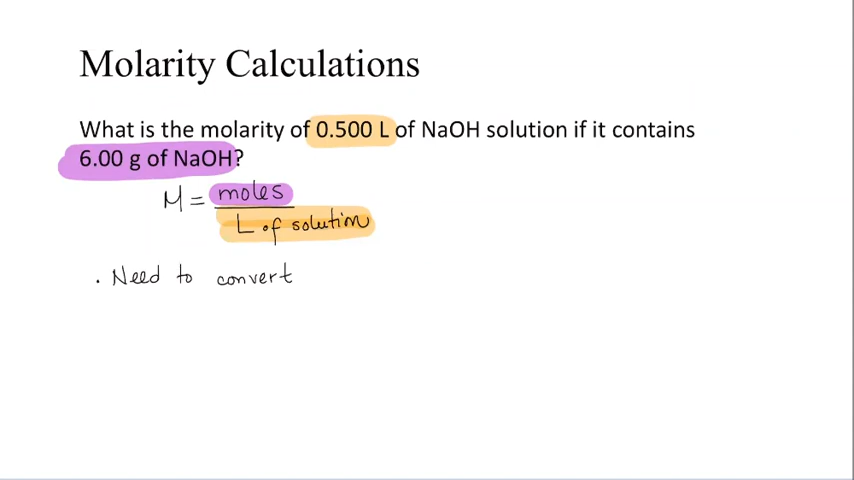 Molarity Calculations
What is the molarity of 0.500 L of NaOH solution if it contains
6.00 g of NaOH?
M = moles
L of solution
. Need to convert